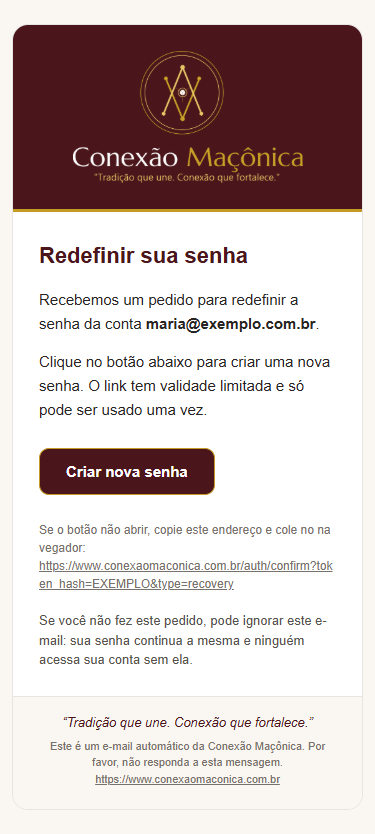 Conexão Maçônica
"Tradição que une. Conexão que fortalece."
Redefinir sua senha
Recebemos um pedido para redefinir a
senha da conta maria@exemplo.com.br.
Clique no botão abaixo para criar uma nova
senha. O link tem validade limitada e só
pode ser usado uma vez.
Criar nova senha
Se o botão não abrir, copie este endereço e cole no na
vegador:
https://www.conexaomaconica.com.br/auth/confirm?tok
en_hash=EXEMPLO&type=recovery
Se você não fez este pedido, pode ignorar este e-
mail: sua senha continua a mesma e ninguém
acessa sua conta sem ela.
“Tradição que une. Conexão que fortalece.”
Este é um e-mail automático da Conexão Maçônica. Por
favor, não responda a esta mensagem.
https://www.conexaomaconica.com.br